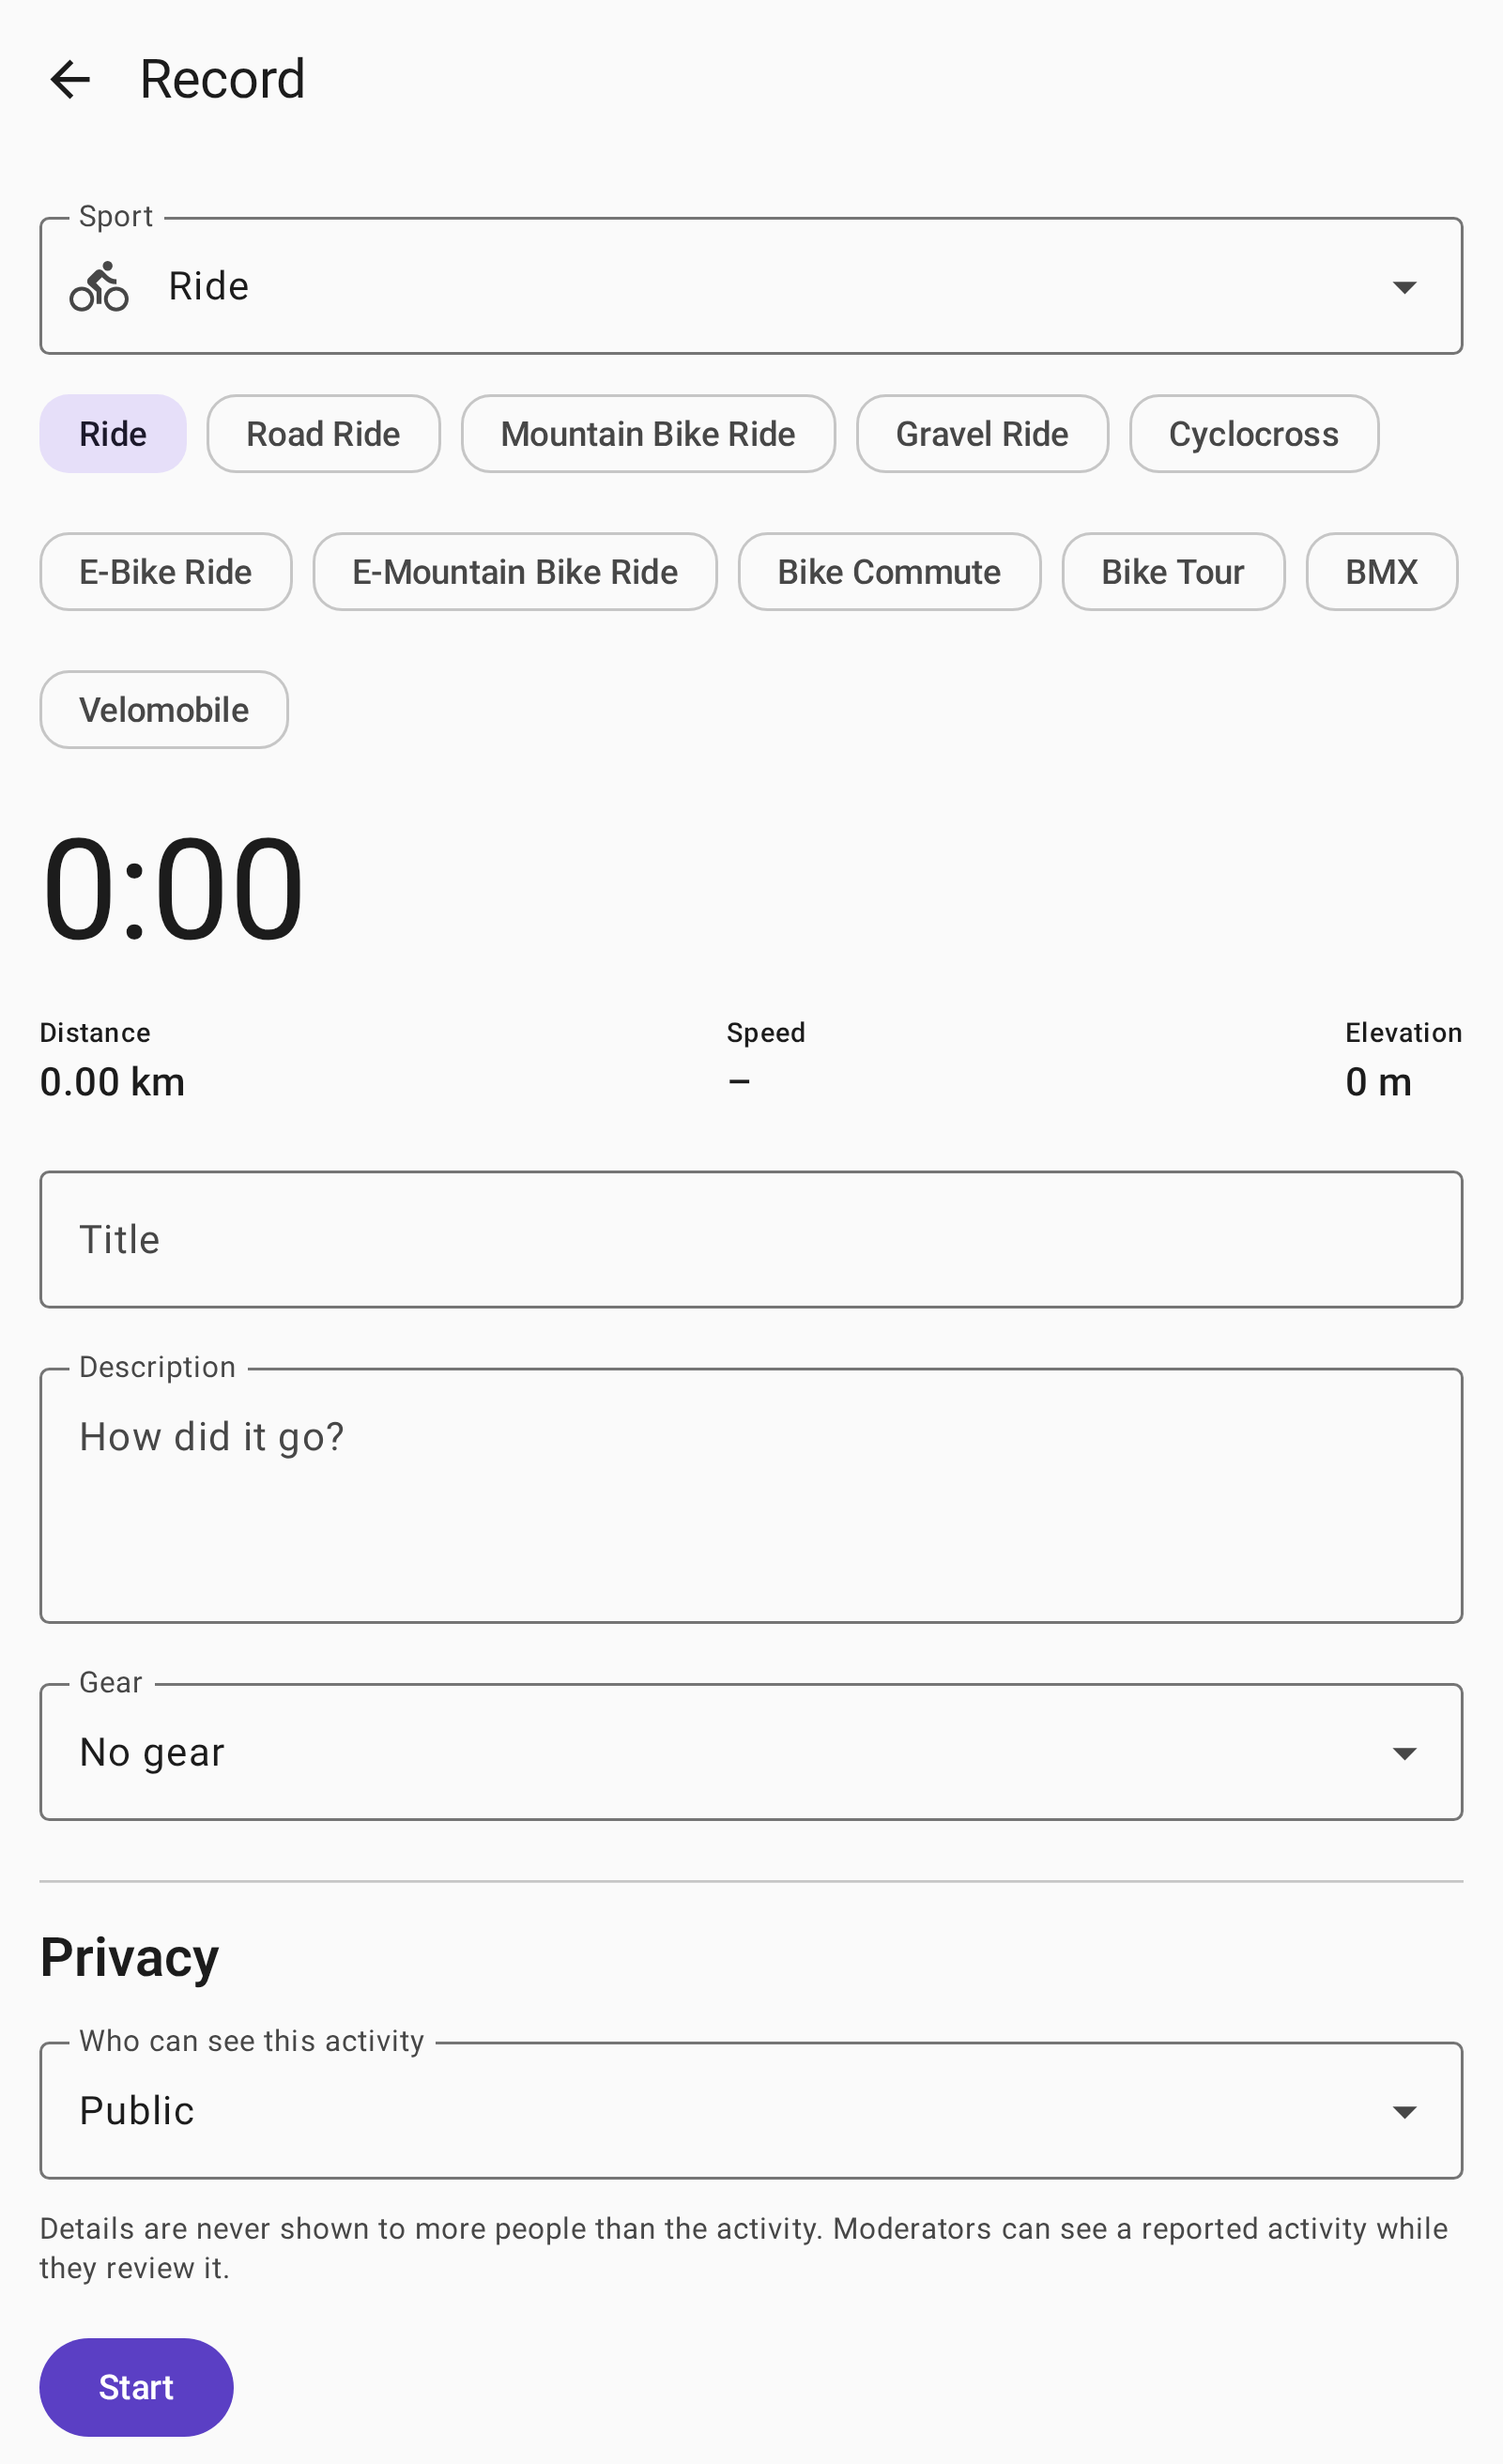 Record
Sport
Ride
Ride Road Ride Mountain Bike Ride Gravel Ride Cyclocross
E-Bike Ride E-Mountain Bike Ride Bike Commute Bike Tour BMX
Velomobile
0:00
Distance Speed Elevation
0.00 km – 0 m
Title
Description
How did it go?
Gear
No gear
Privacy
Who can see this activity
Public
Details are never shown to more people than the activity. Moderators can see a reported activity while
they review it.
Start